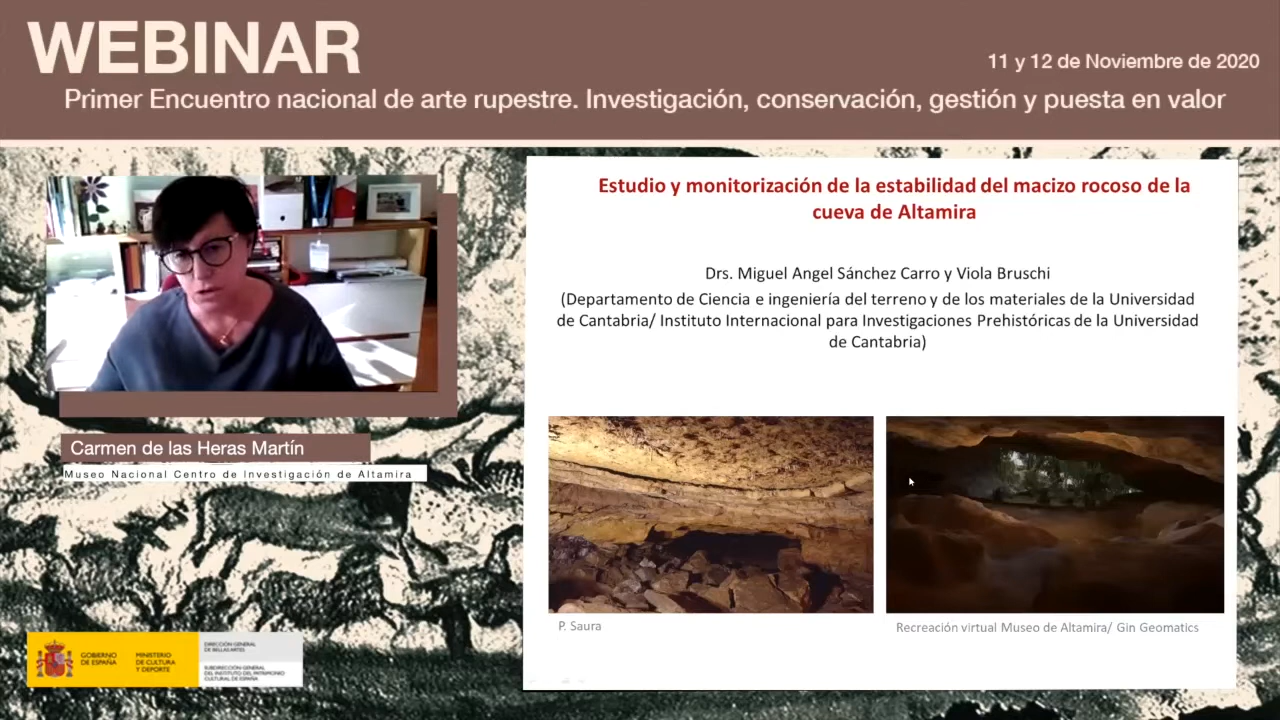 WEBINAR
11 y 12 de Noviembre de 2020
Primer Encuentro nacional de arte rupestre. Investigación, conservación, gestión y puesta en valor
Estudio y monitorización de la estabilidad del macizo rocoso de la
cueva de Altamira
Drs. Miguel Angel Sánchez Carro y Viola Bruschi
(Departamento de Ciencia e ingeniería del terreno y de los materiales de la Universidad
de Cantabria/ Instituto Internacional para Investigaciones Prehistóricas de la Universidad
de Cantabria)
P. Saura
Recreación virtual Museo de Altamira/ Gin Geomatics
Carmen de las Heras Martín
Museo Nacional Centro de Investigación de Altamira
GOBIERNO
DE ESPAÑA
MINISTERIO
DE CULTURA
Y DEPORTE
DIRECCIÓN GENERAL
DE BELLAS ARTES
SUBDIRECCIÓN GENERAL
DEL INSTITUTO DEL PATRIMONIO
CULTURAL DE ESPAÑA